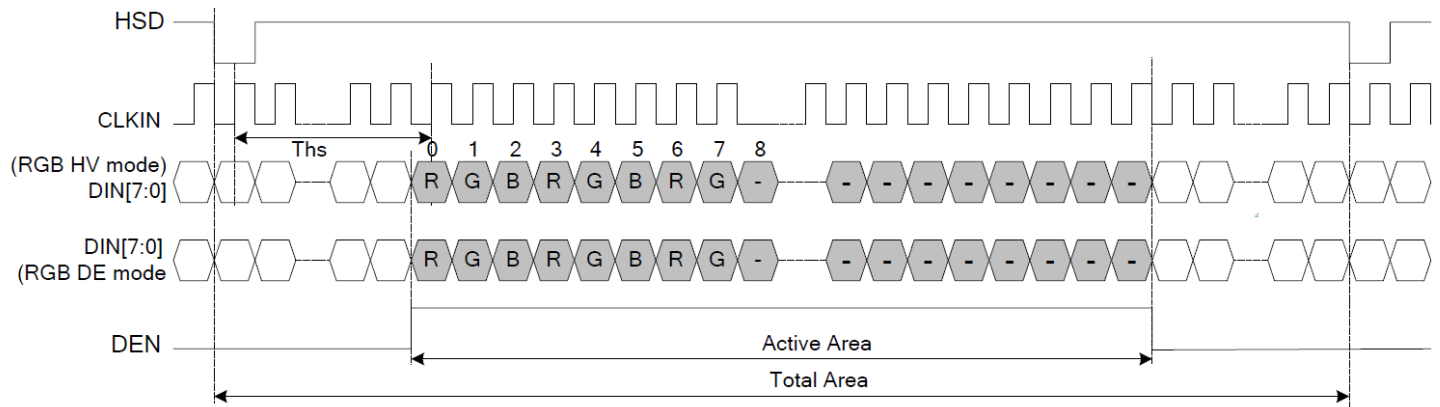 HSD
CLKIN
Ths
0 1 2 3 4 5 6 7 8
(RGB HV mode)
DIN[7:0]
R G B R G B R G - - - - - - - - -
DIN[7:0]
(RGB DE mode
R G B R G B R G - - - - - - - - -
DEN
Active Area
Total Area